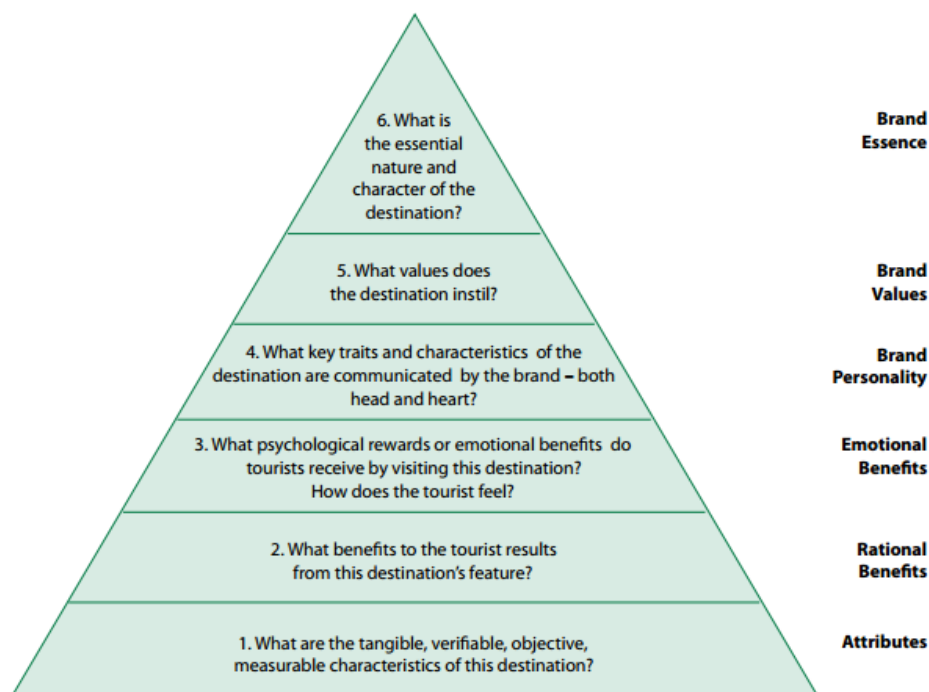 6. What is
the essential
nature and
character of the
destination?
Brand
Essence
5. What values does
the destination instil?
Brand
Values
4. What key traits and characteristics of the
destination are communicated by the brand – both
head and heart?
Brand
Personality
3. What psychological rewards or emotional benefits do
tourists receive by visiting this destination?
How does the tourist feel?
Emotional
Benefits
2. What benefits to the tourist results
from this destination's feature?
Rational
Benefits
1. What are the tangible, verifiable, objective,
measurable characteristics of this destination?
Attributes